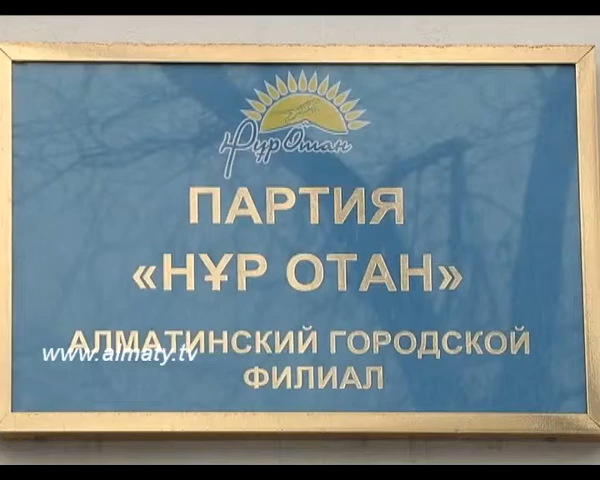 Нұр Отан
ПАРТИЯ
«НҰР ОТАН»
АЛМАТИНСКИЙ ГОРОДСКОЙ
www.almaty.tv
ФИЛИАЛ